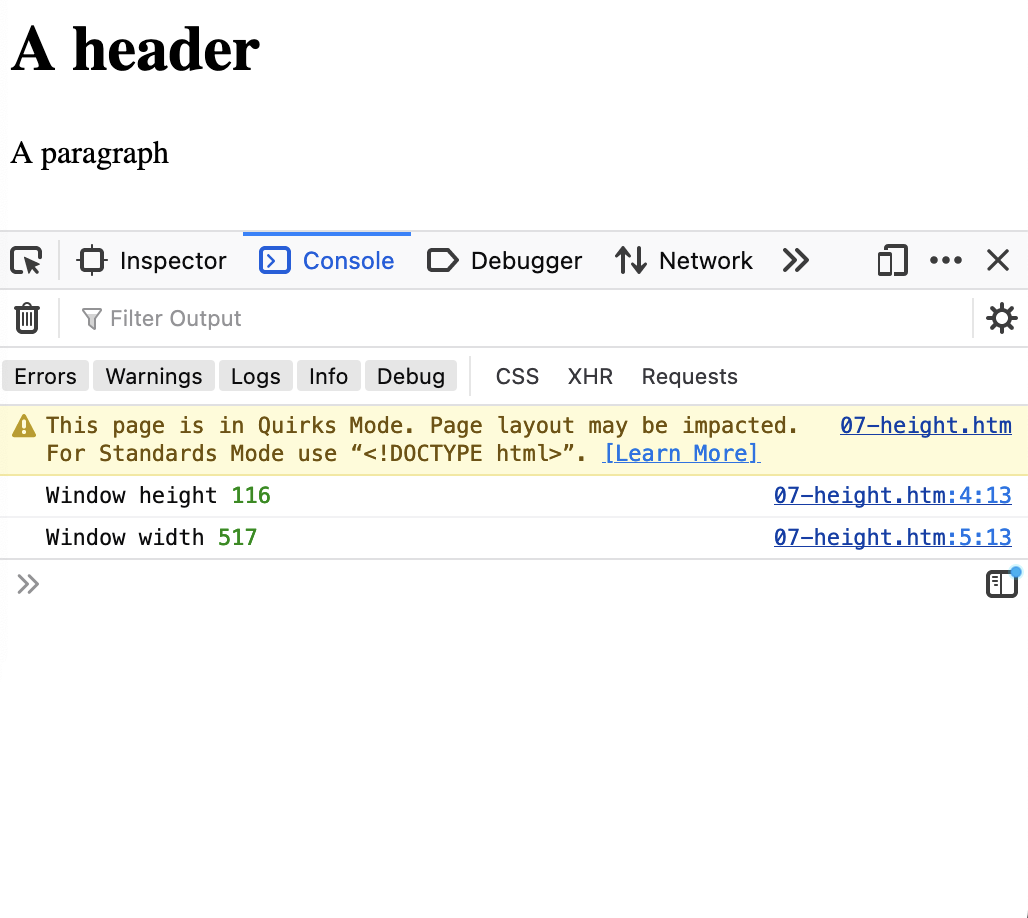 A header
A paragraph
Inspector Console Debugger Network
Filter Output
Errors Warnings Logs Info Debug CSS XHR Requests
This page is in Quirks Mode. Page layout may be impacted. 07-height.htm
For Standards Mode use “<!DOCTYPE html>”. [Learn More]
Window height 116 07-height.htm:4:13
Window width 517 07-height.htm:5:13